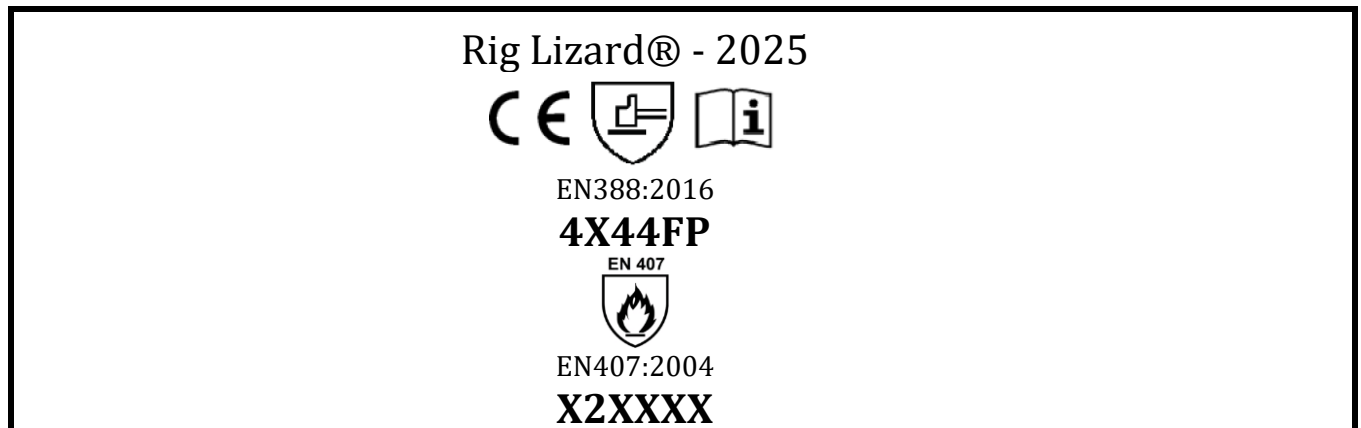 Rig Lizard® - 2025
CE i
EN388:2016
4X44FP
EN 407
EN407:2004
X2XXXX